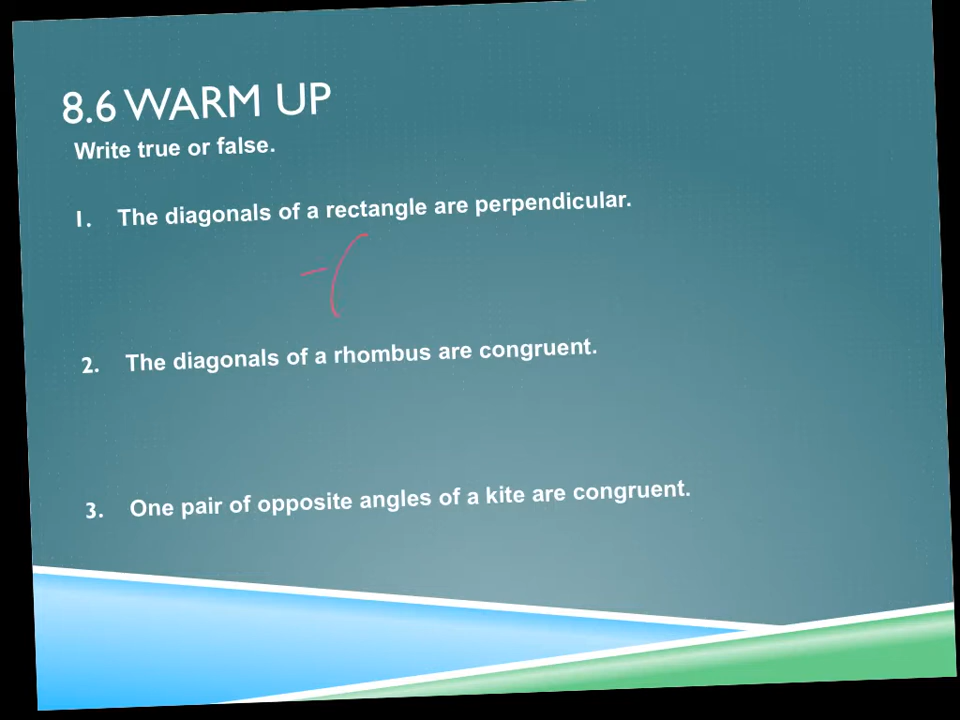 8.6 WARM UP
Write true or false.
1. The diagonals of a rectangle are perpendicular.
2. The diagonals of a rhombus are congruent.
3. One pair of opposite angles of a kite are congruent.